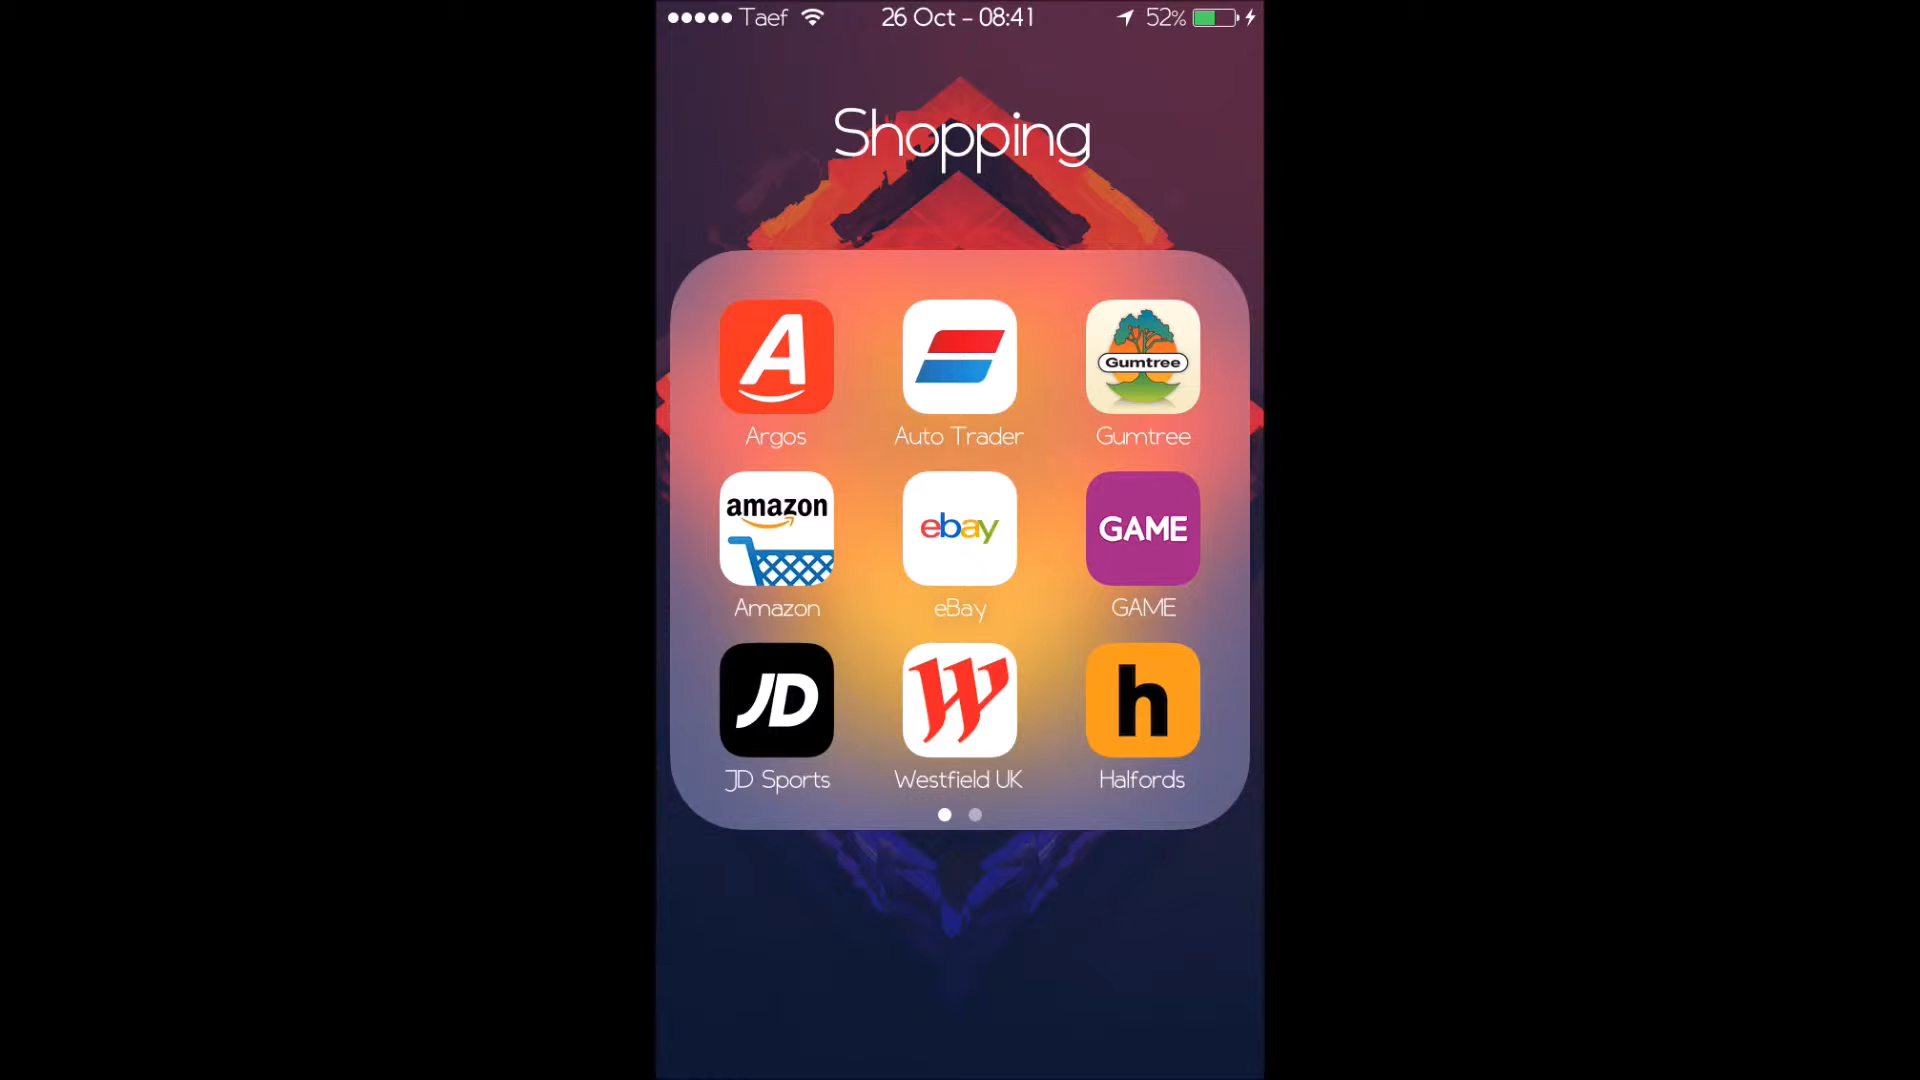 Taef 26 Oct - 08:41 52%
Shopping
A
Gumtree
Argos Auto Trader Gumtree
amazon ebay GAME
Amazon eBay GAME
JD W h
JD Sports Westfield UK Halfords